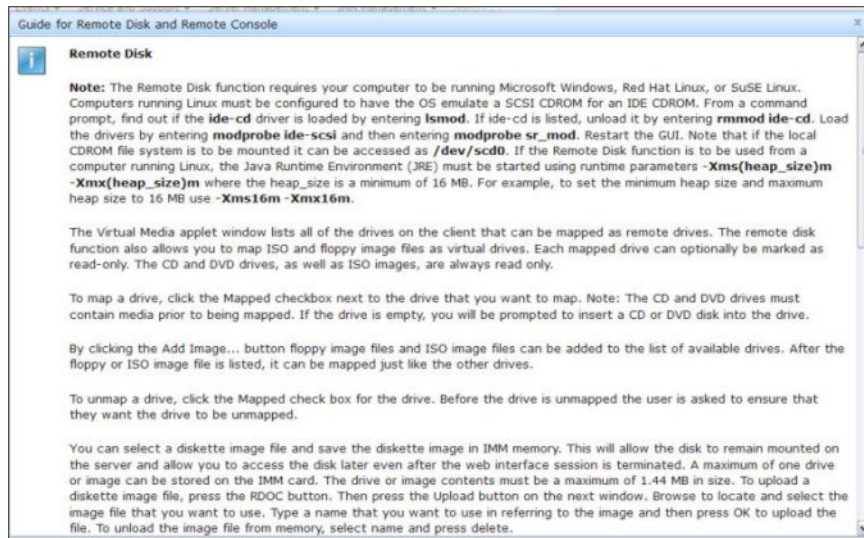 Guide for Remote Disk and Remote Console
Remote Disk
Note: The Remote Disk function requires your computer to be running Microsoft Windows, Red Hat Linux, or SuSE Linux.
Computers running Linux must be configured to have the OS emulate a SCSI CDROM for an IDE CDROM. From a command
prompt, find out if the ide-cd driver is loaded by entering lsmod. If ide-cd is listed, unload it by entering rmmod ide-cd. Load
the drivers by entering modprobe ide-scsi and then entering modprobe sr_mod. Restart the GUI. Note that if the local
CDROM file system is to be mounted it can be accessed as /dev/scd0. If the Remote Disk function is to be used from a
computer running Linux, the Java Runtime Environment (JRE) must be started using runtime parameters -Xms(heap_size)m
-Xmx(heap_size)m where the heap_size is a minimum of 16 MB. For example, to set the minimum heap size and maximum
heap size to 16 MB use -Xms16m -Xmx16m.
The Virtual Media applet window lists all of the drives on the client that can be mapped as remote drives. The remote disk
function also allows you to map ISO and floppy image files as virtual drives. Each mapped drive can optionally be marked as
read-only. The CD and DVD drives, as well as ISO images, are always read only.
To map a drive, click the Mapped checkbox next to the drive that you want to map. Note: The CD and DVD drives must
contain media prior to being mapped. If the drive is empty, you will be prompted to insert a CD or DVD disk into the drive.
By clicking the Add Image... button floppy image files and ISO image files can be added to the list of available drives. After the
floppy or ISO image file is listed, it can be mapped just like the other drives.
To unmap a drive, click the Mapped check box for the drive. Before the drive is unmapped the user is asked to ensure that
they want the drive to be unmapped.
You can select a diskette image file and save the diskette image in IMM memory. This will allow the disk to remain mounted on
the server and allow you to access the disk later even after the web interface session is terminated. A maximum of one drive
or image can be stored on the IMM card. The drive or image contents must be a maximum of 1.44 MB in size. To upload a
diskette image file, press the RDOC button. Then press the Upload button on the next window. Browse to locate and select the
image file that you want to use. Type a name that you want to use in referring to the image and then press OK to upload the
file. To unload the image file from memory, select name and press delete.